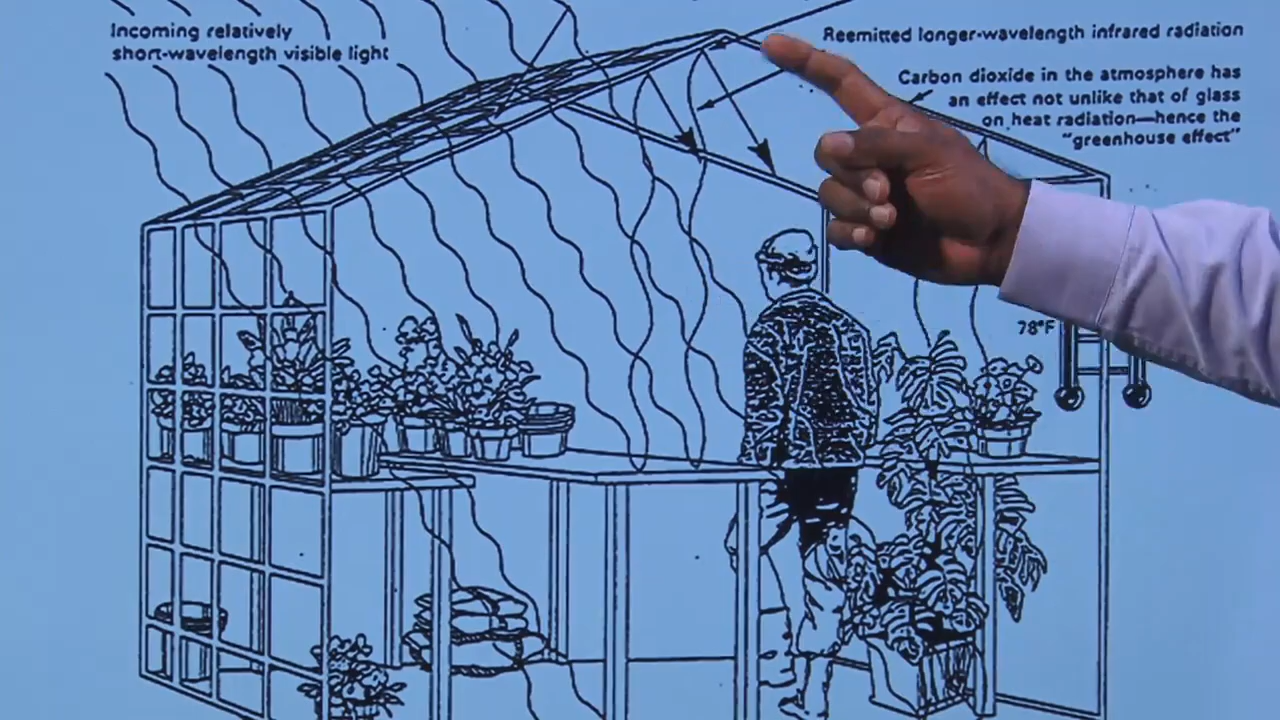 Incoming relatively
short-wavelength visible light
Reemitted longer-wavelength infrared radiation
Carbon dioxide in the atmosphere has
an effect not unlike that of glass
on heat radiation—hence the
"greenhouse effect"
78°F